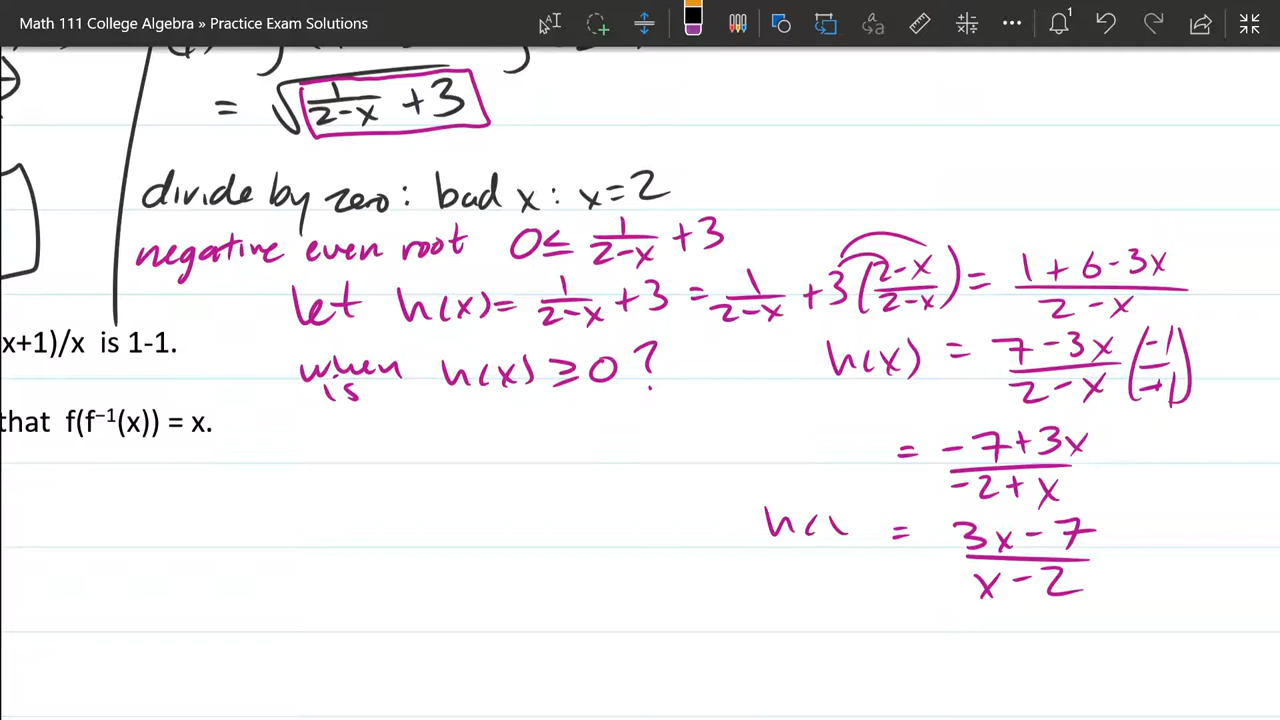 Math 111 College Algebra » Practice Exam Solutions
1
= √(1/(2-x) + 3)
divide by zero: bad x: x=2
negative even root 0 ≤ 1/(2-x) + 3
let h(x) = 1/(2-x) + 3 = 1/(2-x) + 3 ((2-x)/(2-x)) = (1+6-3x)/(2-x)
x+1)/x is 1-1.
when is h(x) ≥ 0 ?
h(x) = (7-3x)/(2-x) (-1/-1)
that f(f⁻¹(x)) = x.
= (-7+3x)/(-2+x)
h( = (3x-7)/(x-2)